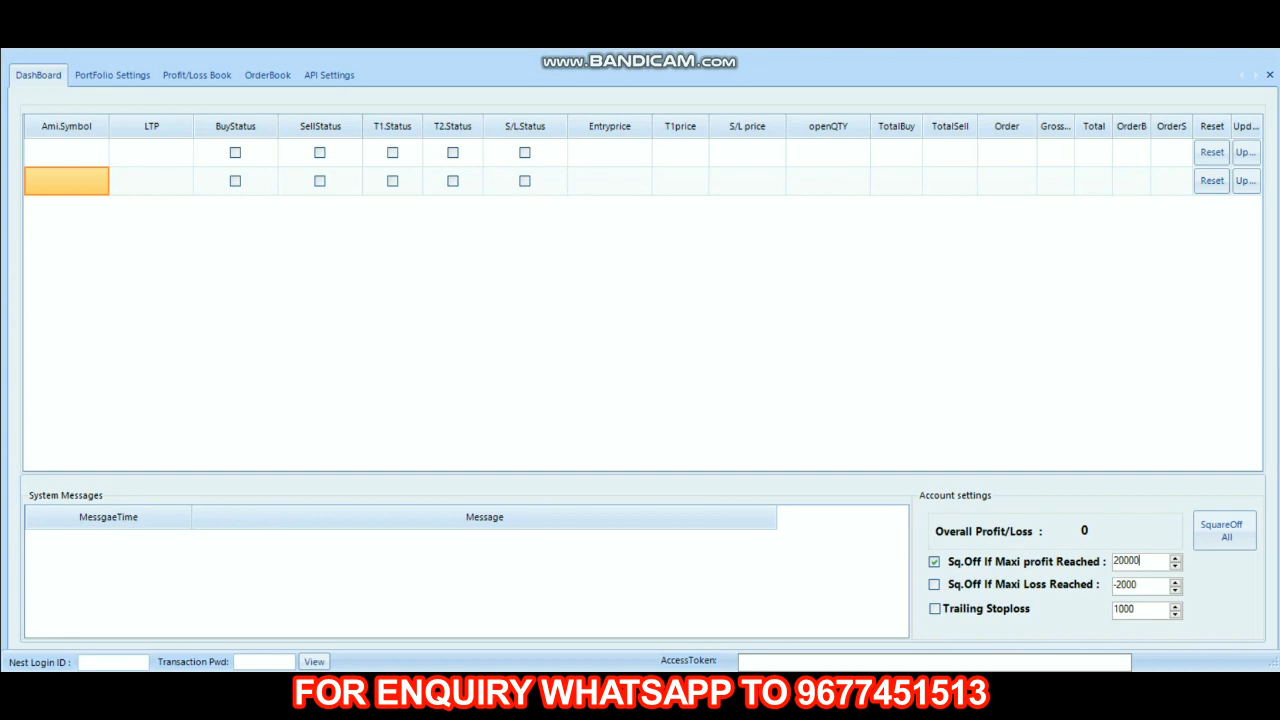 www.BANDICAM.com
DashBoard PortFolio Settings Profit/Loss Book OrderBook API Settings
Ami.Symbol LTP BuyStatus SellStatus T1.Status T2.Status S/L.Status Entryprice T1price S/L price openQTY TotalBuy TotalSell Order Gross... Total OrderB OrderS Reset Upd...
Reset Up...
Reset Up...
System Messages
MessgaeTime Message
Account settings
Overall Profit/Loss : 0
SquareOff All
Sq.Off If Maxi profit Reached : 20000
Sq.Off If Maxi Loss Reached : -2000
Trailing Stoploss 1000
Nest Login ID : Transaction Pwd: View AccessToken:
FOR ENQUIRY WHATSAPP TO 9677451513